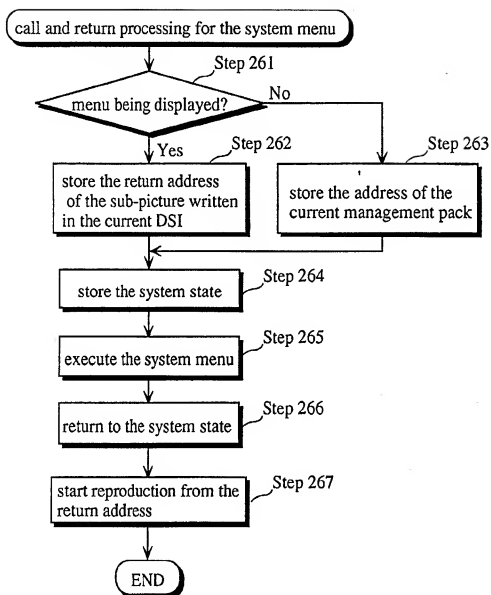 call and return processing for the system menu
Step 261
menu being displayed?
No
Yes
Step 262
store the return address
of the sub-picture written
in the current DSI
Step 263
store the address of the
current management pack
Step 264
store the system state
Step 265
execute the system menu
Step 266
return to the system state
Step 267
start reproduction from the
return address
END